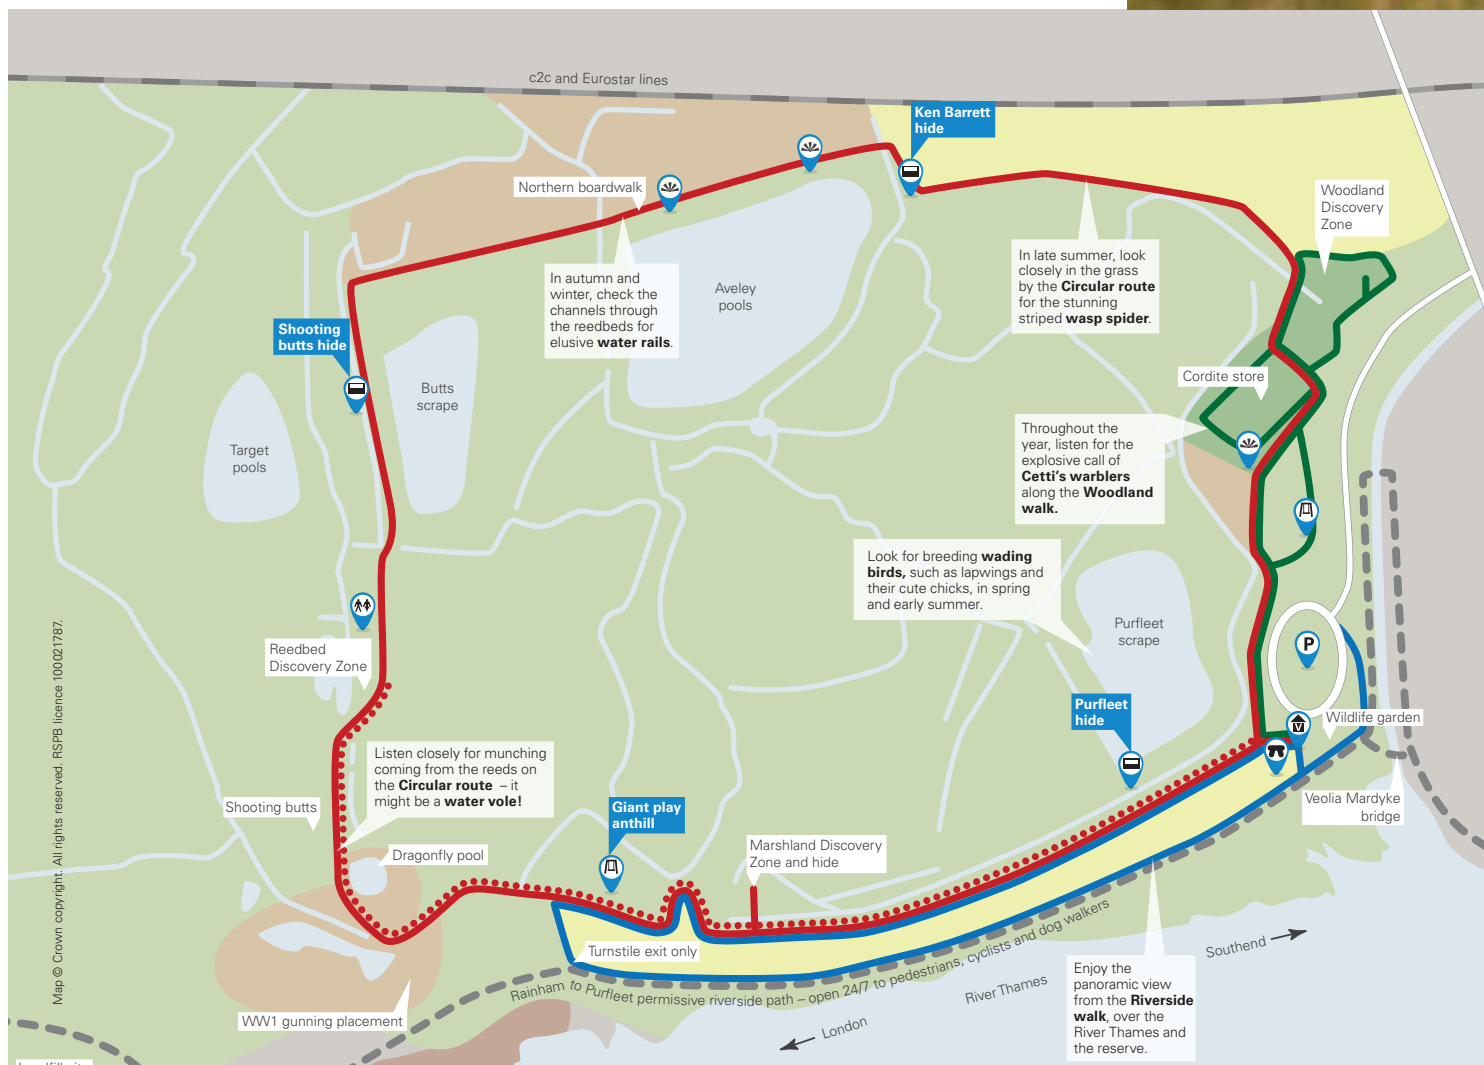 c2c and Eurostar lines
Ken Barrett
hide
Northern boardwalk
Woodland
Discovery
Zone
In late summer, look
closely in the grass
by the Circular route
for the stunning
striped wasp spider.
In autumn and
winter, check the
channels through
the reedbeds for
elusive water rails.
Aveley
pools
Shooting
butts hide
Butts
scrape
Cordite store
Target
pools
Throughout the
year, listen for the
explosive call of
Cetti's warblers
along the Woodland
walk.
Look for breeding wading
birds, such as lapwings and
their cute chicks, in spring
and early summer.
Purfleet
scrape
Reedbed
Discovery Zone
P
Purfleet
hide
Wildlife garden
V
Listen closely for munching
coming from the reeds on
the Circular route – it
might be a water vole!
Shooting butts
Giant play
anthill
Veolia Mardyke
bridge
Dragonfly pool
Marshland Discovery
Zone and hide
Turnstile exit only
Rainham to Purfleet permissive riverside path – open 24/7 to pedestrians, cyclists and dog walkers
Southend
River Thames
Enjoy the
panoramic view
from the Riverside
walk, over the
River Thames and
the reserve.
WW1 gunning placement
London
Map © Crown copyright. All rights reserved. RSPB licence 100021787.